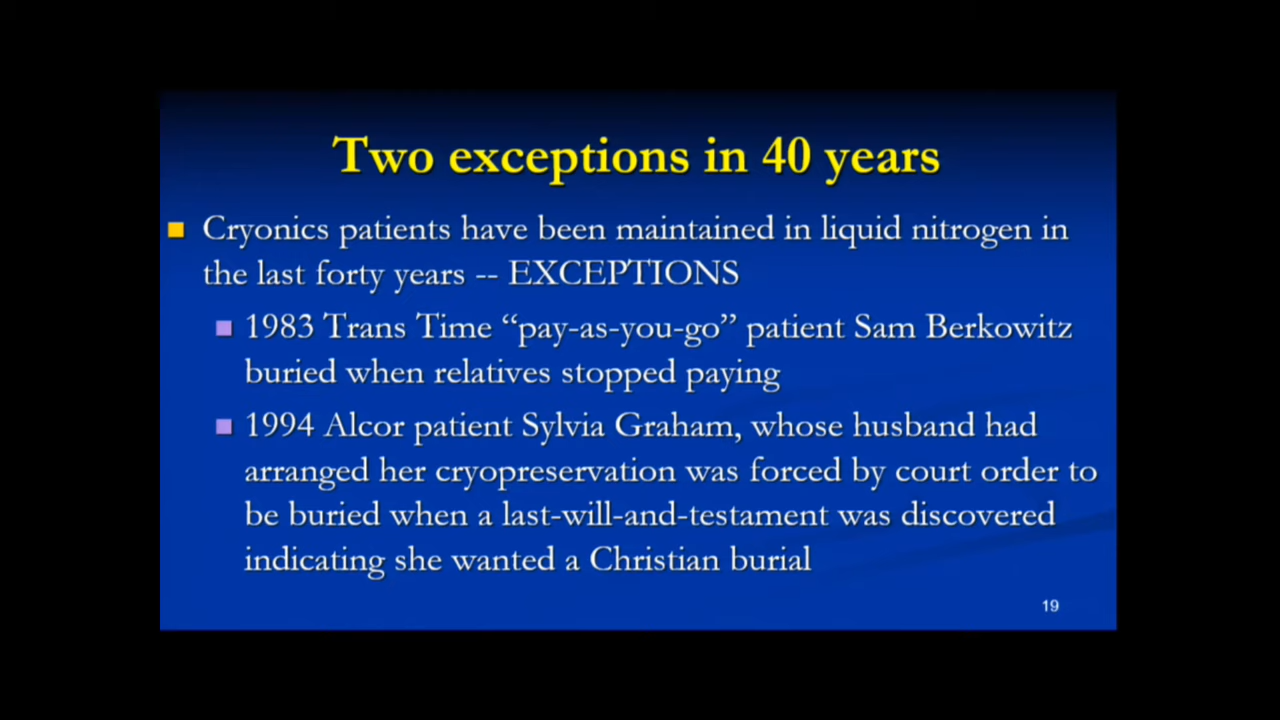 Two exceptions in 40 years
Cryonics patients have been maintained in liquid nitrogen in
the last forty years -- EXCEPTIONS
1983 Trans Time “pay-as-you-go” patient Sam Berkowitz
buried when relatives stopped paying
1994 Alcor patient Sylvia Graham, whose husband had
arranged her cryopreservation was forced by court order to
be buried when a last-will-and-testament was discovered
indicating she wanted a Christian burial
19